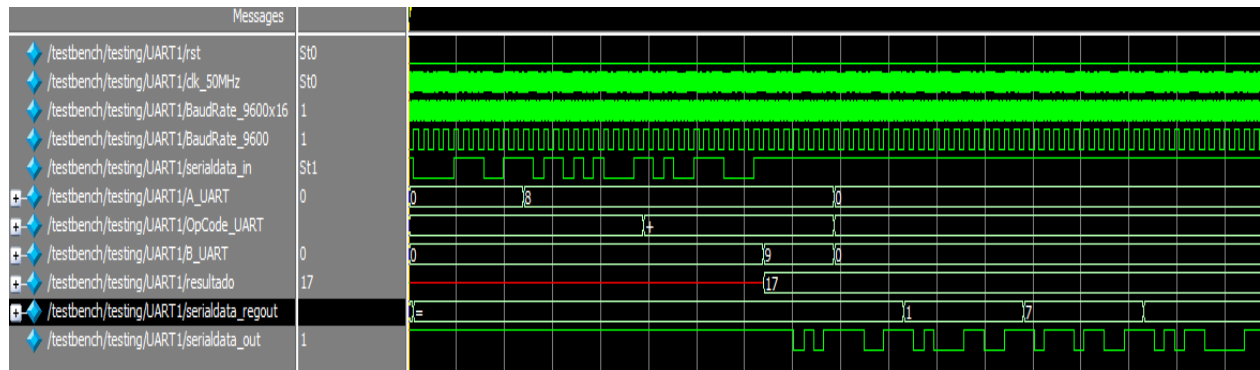 Messages
/testbench/testing/UART1/rst St0
/testbench/testing/UART1/clk_50MHz St0
/testbench/testing/UART1/BaudRate_9600x16 1
/testbench/testing/UART1/BaudRate_9600 1
/testbench/testing/UART1/serialdata_in St1
/testbench/testing/UART1/A_UART 0 0 8 0
/testbench/testing/UART1/OpCode_UART +
/testbench/testing/UART1/B_UART 0 0 9 0
/testbench/testing/UART1/resultado 17 17
/testbench/testing/UART1/serialdata_regout = 1 7
/testbench/testing/UART1/serialdata_out 1